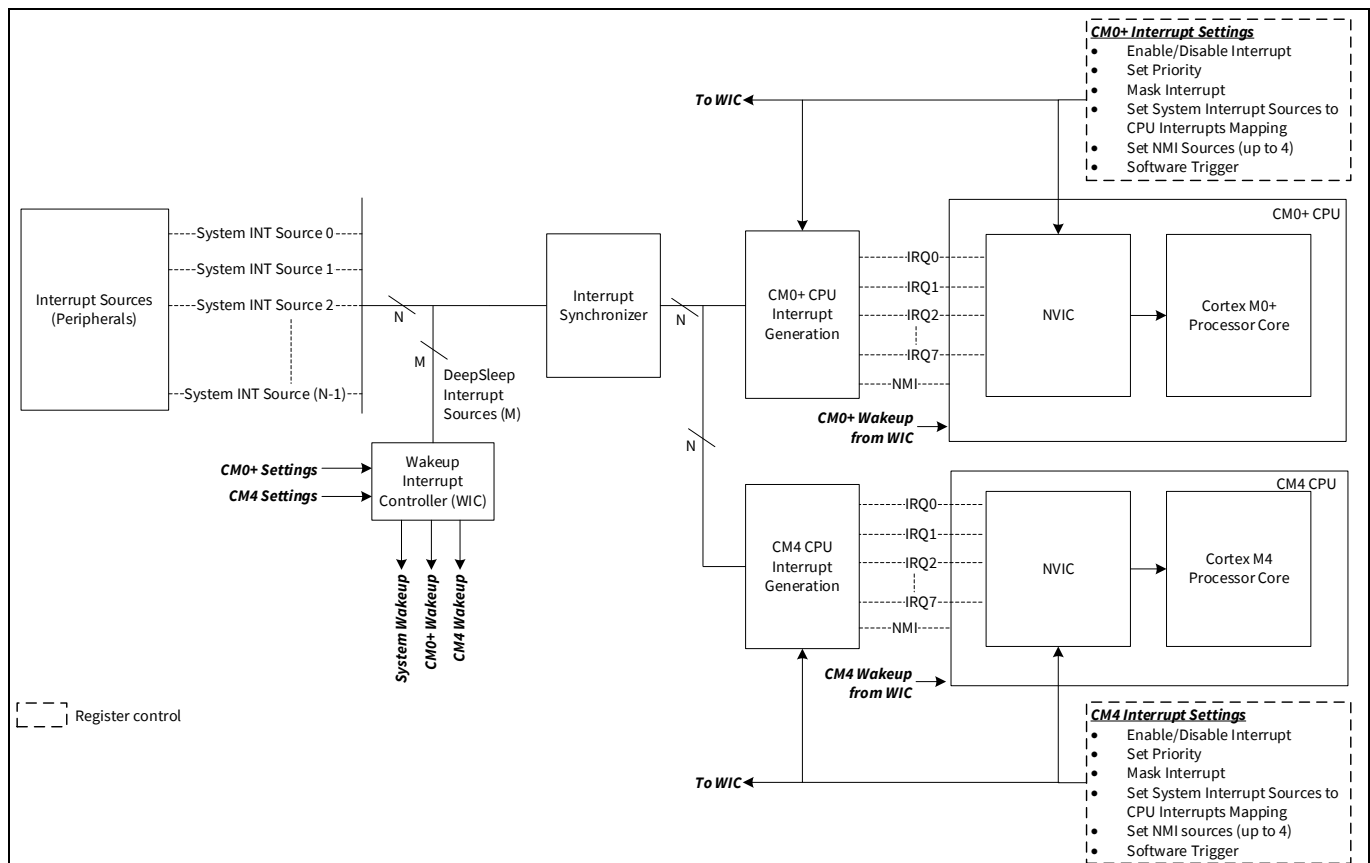 CM0+ Interrupt Settings
• Enable/Disable Interrupt
• Set Priority
• Mask Interrupt
• Set System Interrupt Sources to
CPU Interrupts Mapping
• Set NMI Sources (up to 4)
• Software Trigger
To WIC
Interrupt Sources
(Peripherals)
System INT Source 0
System INT Source 1
System INT Source 2
System INT Source (N-1)
N
M
DeepSleep
Interrupt
Sources (M)
Interrupt
Synchronizer
N
N
CM0+ CPU
Interrupt
Generation
IRQ0
IRQ1
IRQ2
IRQ7
NMI
CM0+ CPU
NVIC
Cortex M0+
Processor Core
CM0+ Wakeup
from WIC
CM0+ Settings
CM4 Settings
Wakeup
Interrupt
Controller (WIC)
System Wakeup
CM0+ Wakeup
CM4 Wakeup
CM4 CPU
Interrupt
Generation
IRQ0
IRQ1
IRQ2
IRQ7
NMI
CM4 CPU
NVIC
Cortex M4
Processor Core
CM4 Wakeup
from WIC
Register control
To WIC
CM4 Interrupt Settings
• Enable/Disable Interrupt
• Set Priority
• Mask Interrupt
• Set System Interrupt Sources to
CPU Interrupts Mapping
• Set NMI sources (up to 4)
• Software Trigger